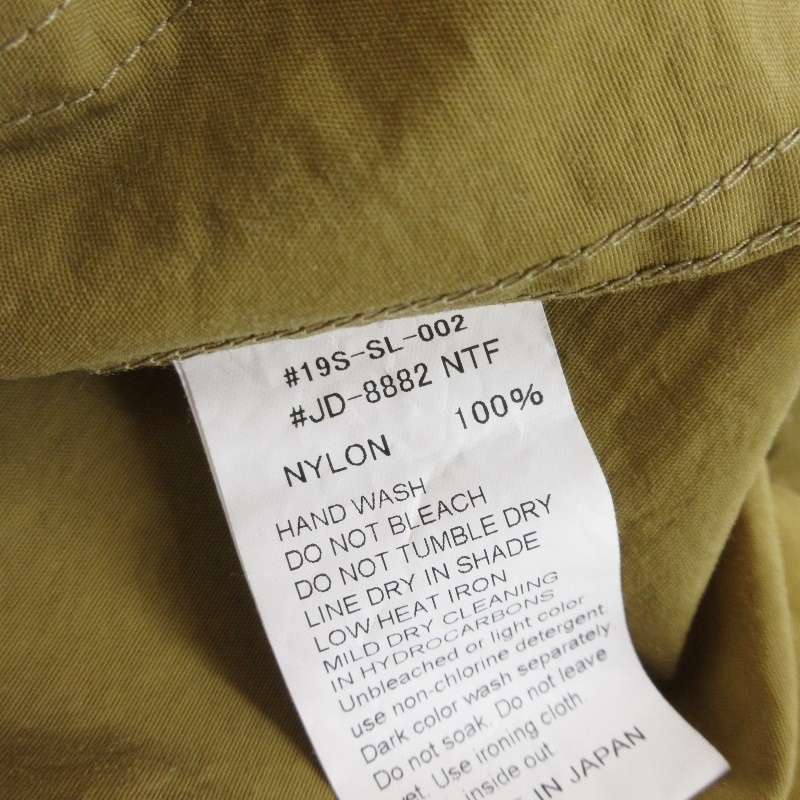 #19S-SL-002
#JD-8882 NTF
NYLON 100%
HAND WASH
DO NOT BLEACH
DO NOT TUMBLE DRY
LINE DRY IN SHADE
LOW HEAT IRON
MILD DRY CLEANING
IN HYDROCARBONS
Unbleached or light color
use non-chlorine detergent.
Dark color wash separately.
Do not soak. Do not leave
Use ironing cloth
inside out
IN JAPAN